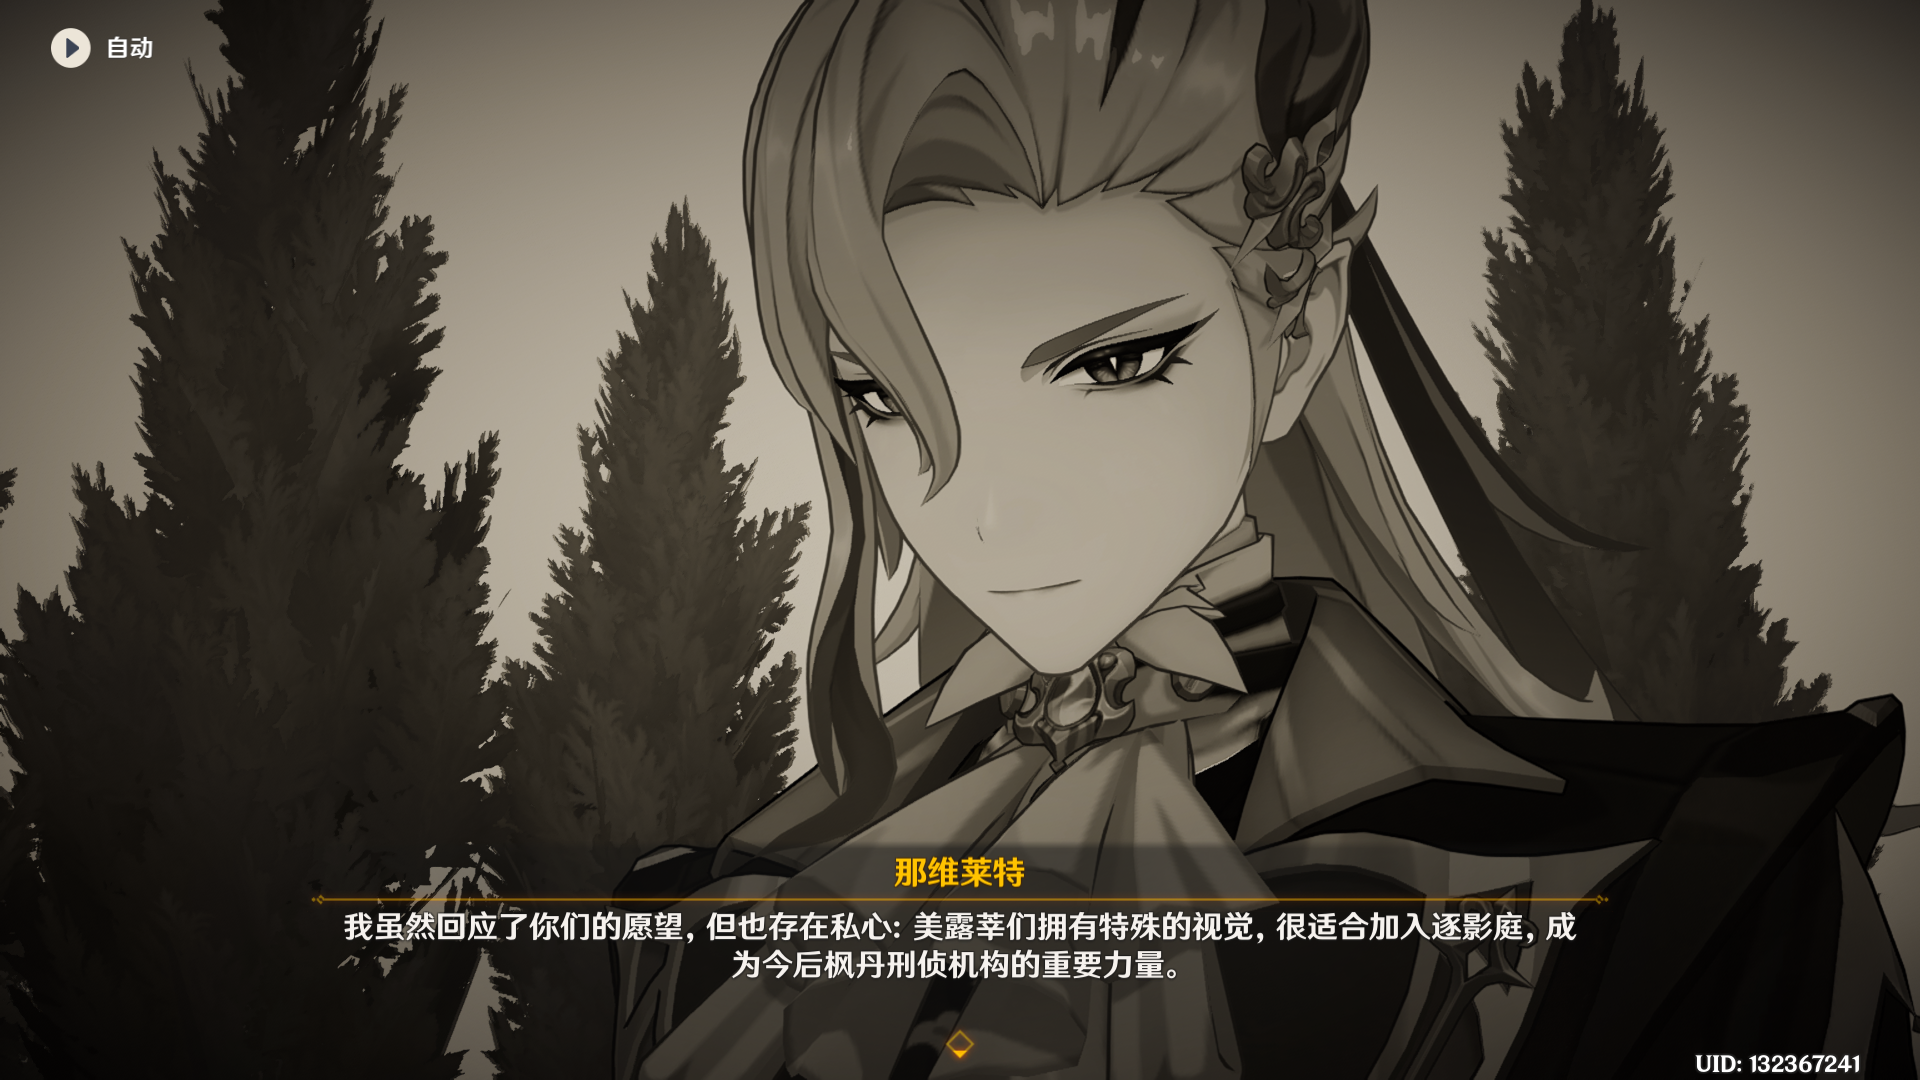 自动
那维莱特
我虽然回应了你们的愿望，但也存在私心：美露莘们拥有特殊的视觉，很适合加入逐影庭，成
为今后枫丹刑侦机构的重要力量。
UID: 132367241